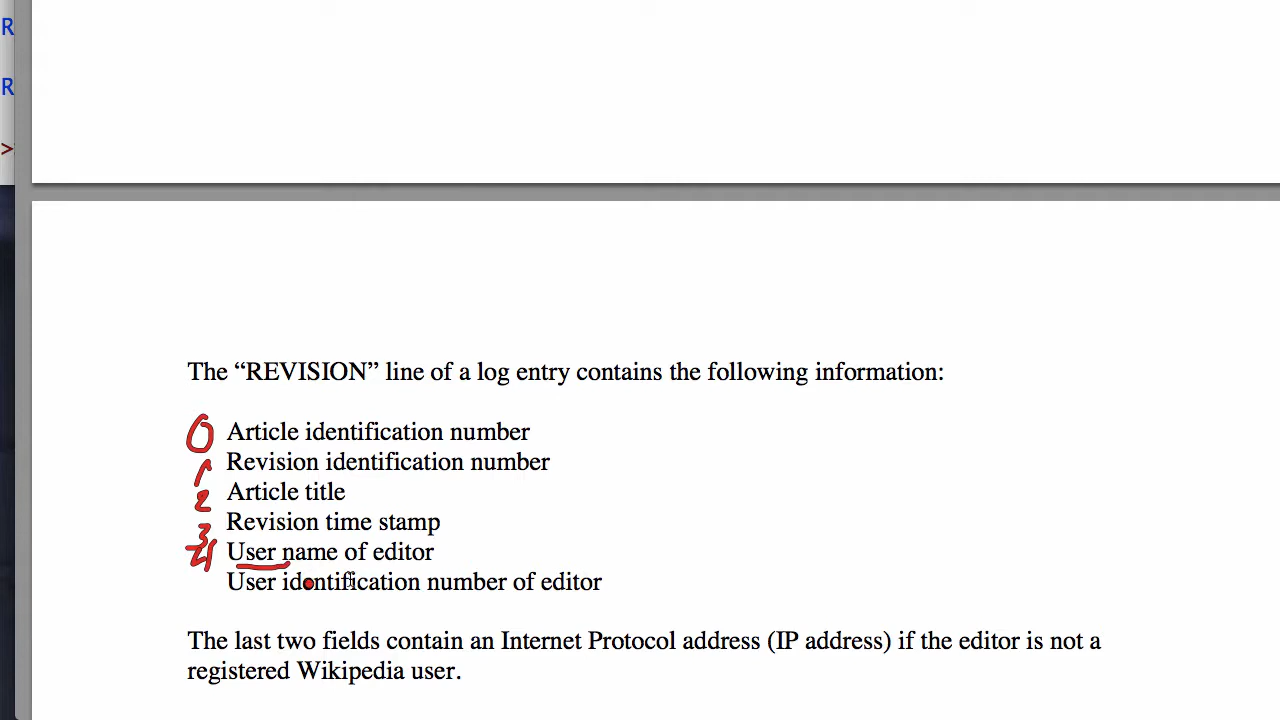 R
R
>
The “REVISION” line of a log entry contains the following information:
0 Article identification number
1 Revision identification number
2 Article title
3 Revision time stamp
4 User name of editor
User identification number of editor
The last two fields contain an Internet Protocol address (IP address) if the editor is not a
registered Wikipedia user.